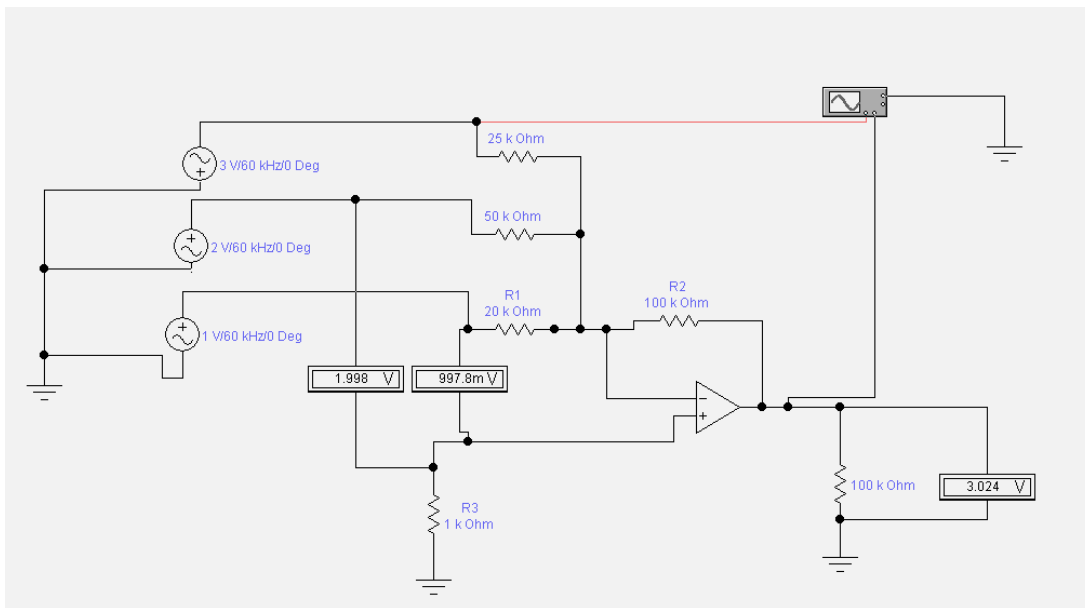 25 k Ohm
3 V/60 kHz/0 Deg
50 k Ohm
2 V/60 kHz/0 Deg
R1
20 k Ohm
R2
100 k Ohm
1 V/60 kHz/0 Deg
1.998 V
997.8m V
100 k Ohm
3.024 V
R3
1 k Ohm